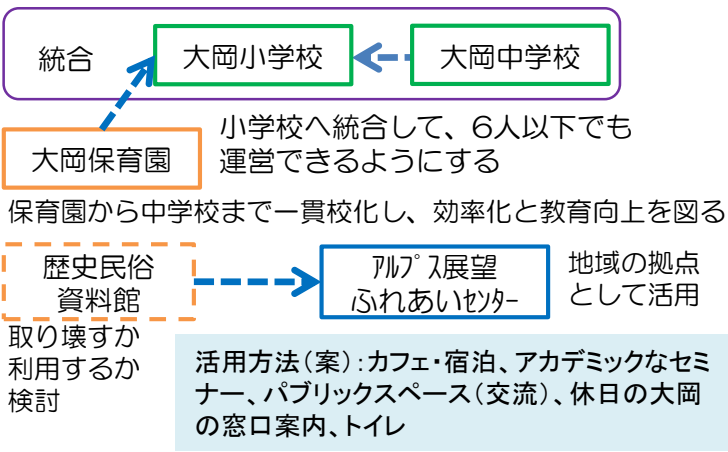 統合
大岡小学校
大岡中学校
大岡保育園
小学校へ統合して、6人以下でも
運営できるようにする
保育園から中学校まで一貫校化し、効率化と教育向上を図る
歴史民俗
資料館
ｱﾙﾌﾟｽ展望
ふれあいｾﾝﾀｰ
地域の拠点
として活用
取り壊すか
利用するか
検討
活用方法（案）：カフェ・宿泊、アカデミックなセミ
ナー、パブリックスペース（交流）、休日の大岡
の窓口案内、トイレ